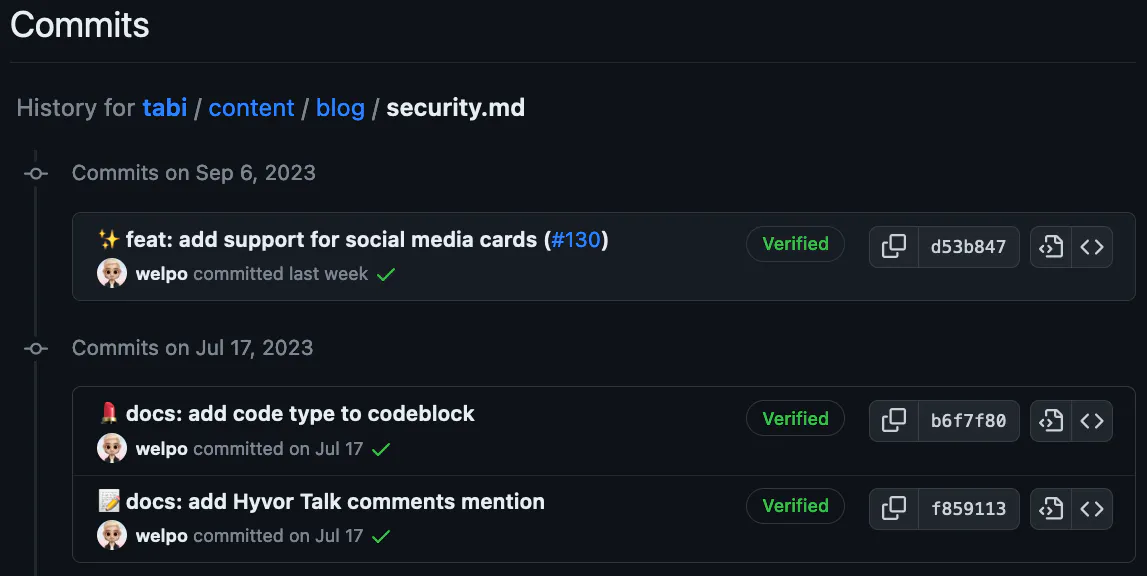 Commits
History for tabi / content / blog / security.md
Commits on Sep 6, 2023
✨ feat: add support for social media cards (#130)
Verified
d53b847
welpo committed last week
Commits on Jul 17, 2023
💄 docs: add code type to codeblock
Verified
b6f7f80
welpo committed on Jul 17
📝 docs: add Hyvor Talk comments mention
Verified
f859113
welpo committed on Jul 17